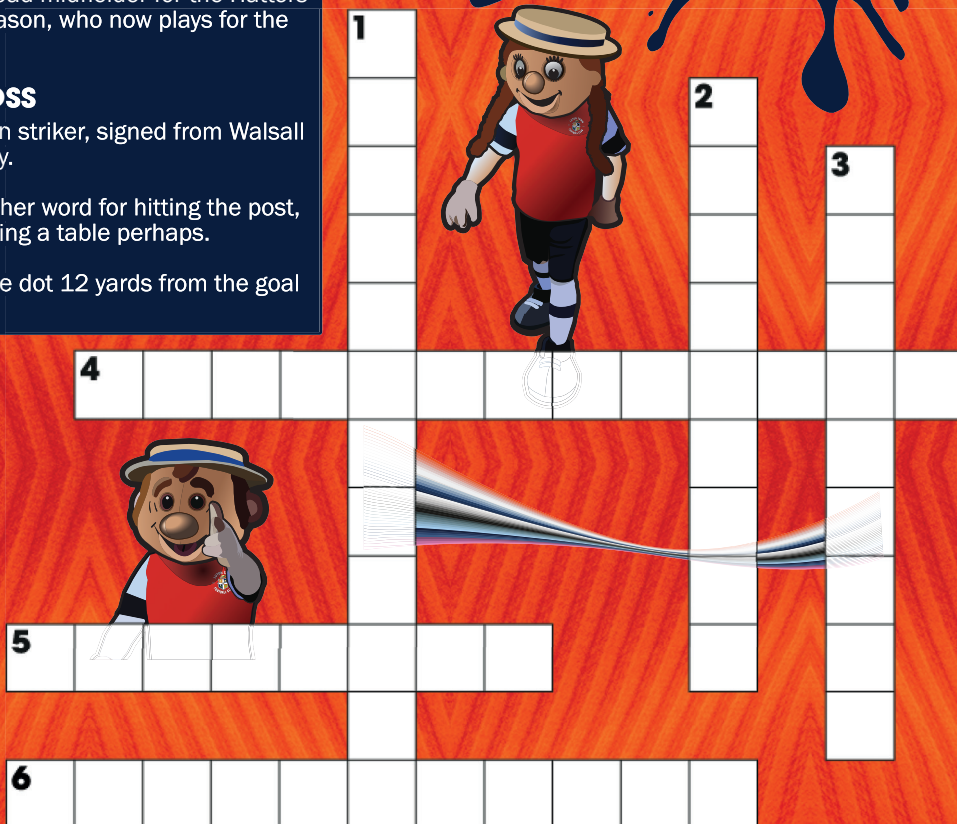 ason, who now plays for the
oss
n striker, signed from Walsall
y.
her word for hitting the post,
ing a table perhaps.
e dot 12 yards from the goal
1
2
3
4
5
6